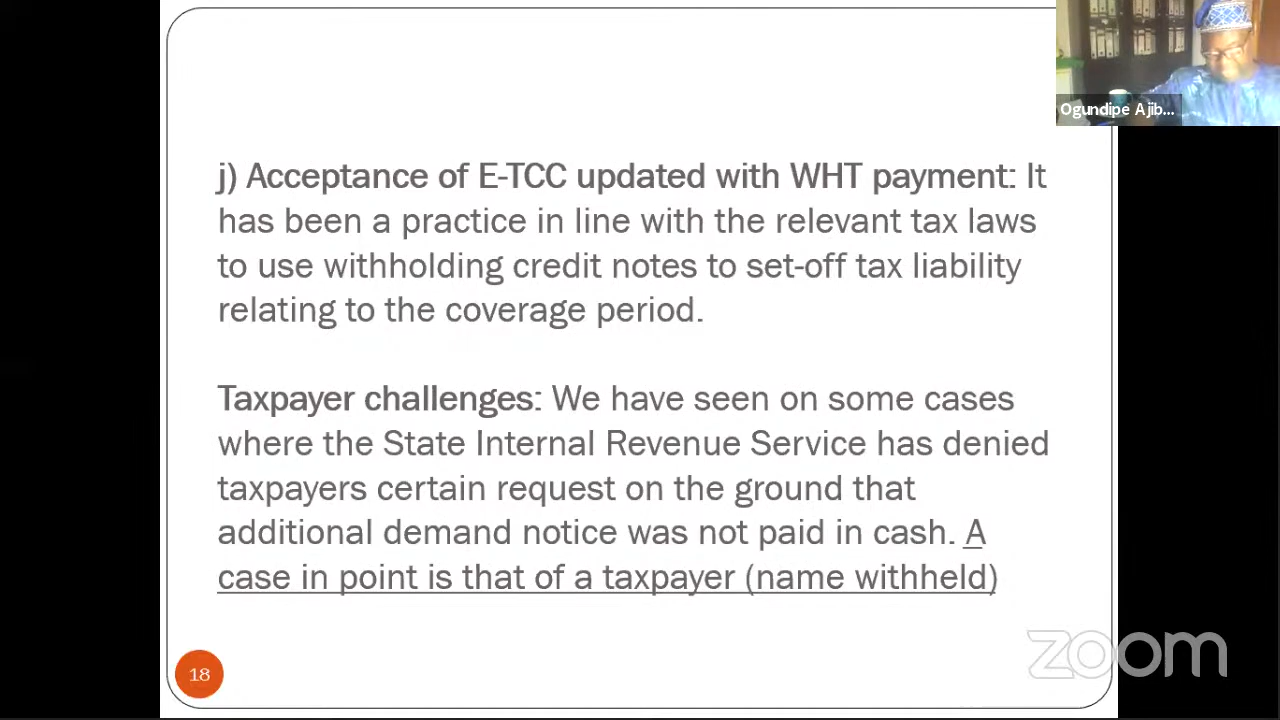 Ogundipe Ajib...
j) Acceptance of E-TCC updated with WHT payment: It
has been a practice in line with the relevant tax laws
to use withholding credit notes to set-off tax liability
relating to the coverage period.
Taxpayer challenges: We have seen on some cases
where the State Internal Revenue Service has denied
taxpayers certain request on the ground that
additional demand notice was not paid in cash. A
case in point is that of a taxpayer (name withheld)
18
zoom